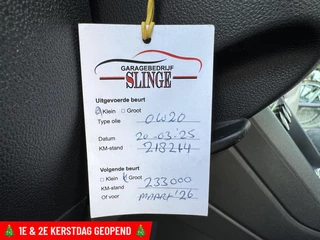 GARAGEBEDRIJF
SLINGE
Uitgevoerde beurt
Klein Groot
Type olie 0W20
Datum 20-03-'25
KM-stand 218214
Volgende beurt
Klein Groot
KM-stand 233000
Of voor MAART '26
1E & 2E KERSTDAG GEOPEND